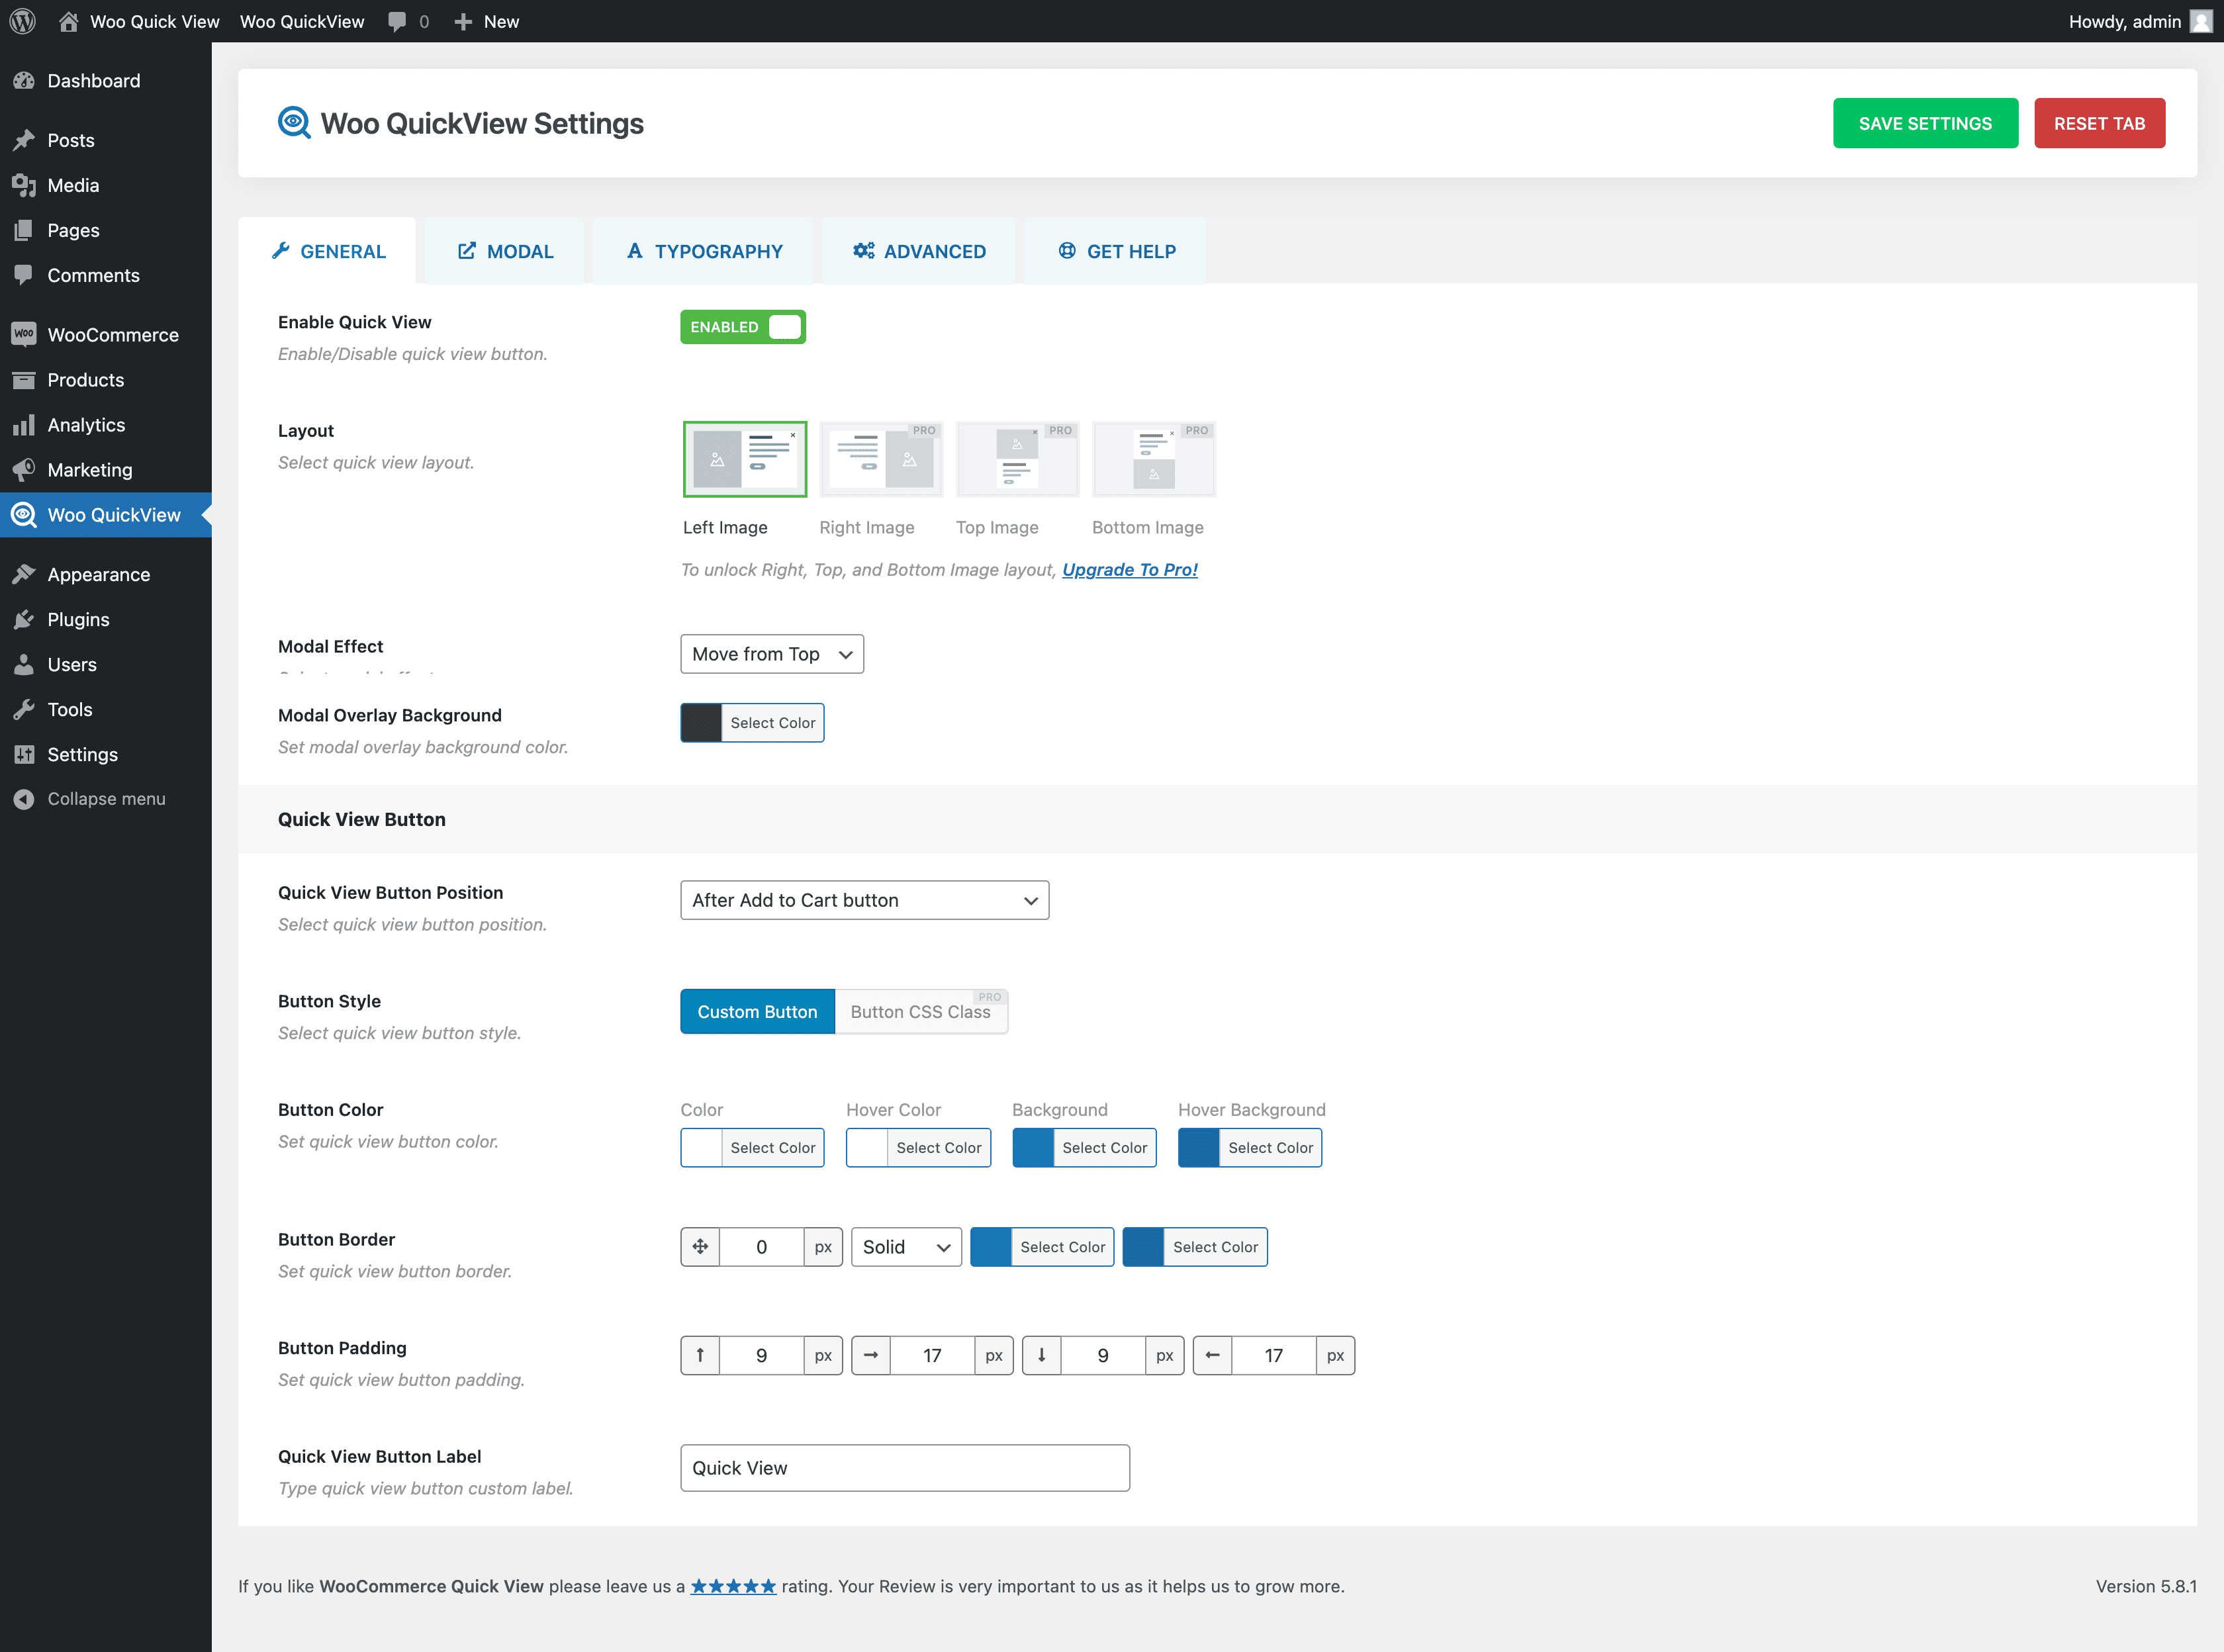 Woo Quick View Woo QuickView 0 New Howdy, admin
Dashboard
Posts
Media
Pages
Comments
WooCommerce
Products
Analytics
Marketing
Woo QuickView
Appearance
Plugins
Users
Tools
Settings
Collapse menu
Woo QuickView Settings
SAVE SETTINGS RESET TAB
GENERAL MODAL TYPOGRAPHY ADVANCED GET HELP
Enable Quick View
Enable/Disable quick view button.
ENABLED
Layout
Select quick view layout.
PRO PRO PRO
Left Image Right Image Top Image Bottom Image
To unlock Right, Top, and Bottom Image layout, Upgrade To Pro!
Modal Effect
Move from Top
Modal Overlay Background
Set modal overlay background color.
Select Color
Quick View Button
Quick View Button Position
Select quick view button position.
After Add to Cart button
Button Style
Select quick view button style.
Custom Button Button CSS Class PRO
Button Color
Set quick view button color.
Color Hover Color Background Hover Background
Select Color Select Color Select Color Select Color
Button Border
Set quick view button border.
0 px Solid Select Color Select Color
Button Padding
Set quick view button padding.
9 px 17 px 9 px 17 px
Quick View Button Label
Type quick view button custom label.
Quick View
If you like WooCommerce Quick View please leave us a ★★★★★ rating. Your Review is very important to us as it helps us to grow more.
Version 5.8.1